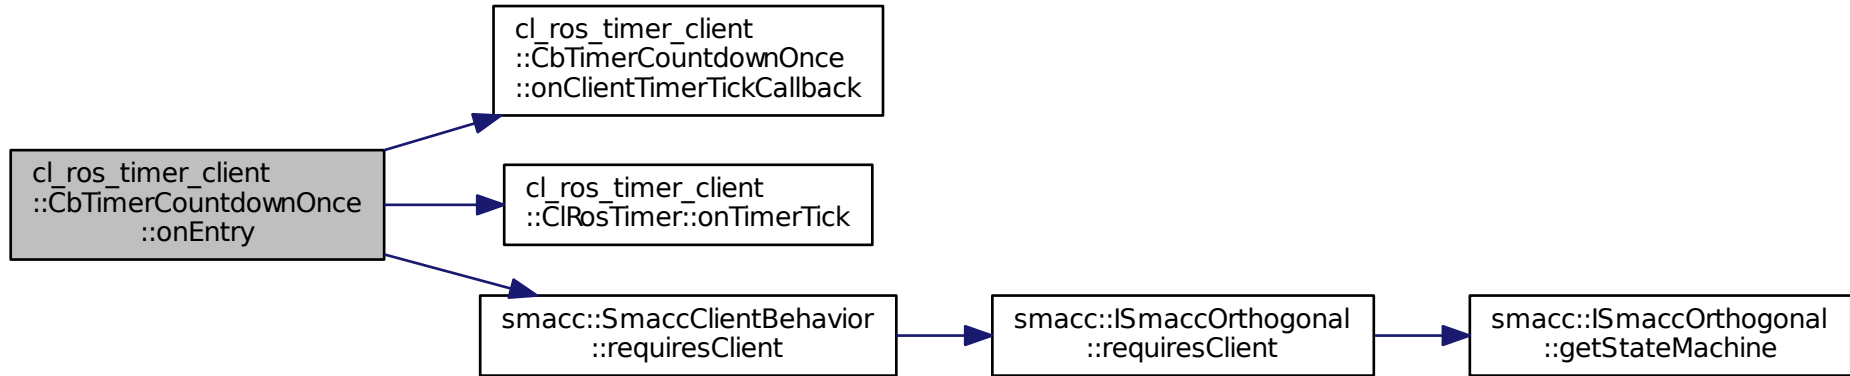 cl_ros_timer_client
::CbTimerCountdownOnce
::onClientTimerTickCallback
cl_ros_timer_client
::CbTimerCountdownOnce
::onEntry
cl_ros_timer_client
::ClRosTimer::onTimerTick
smacc::SmaccClientBehavior
::requiresClient
smacc::ISmaccOrthogonal
::requiresClient
smacc::ISmaccOrthogonal
::getStateMachine